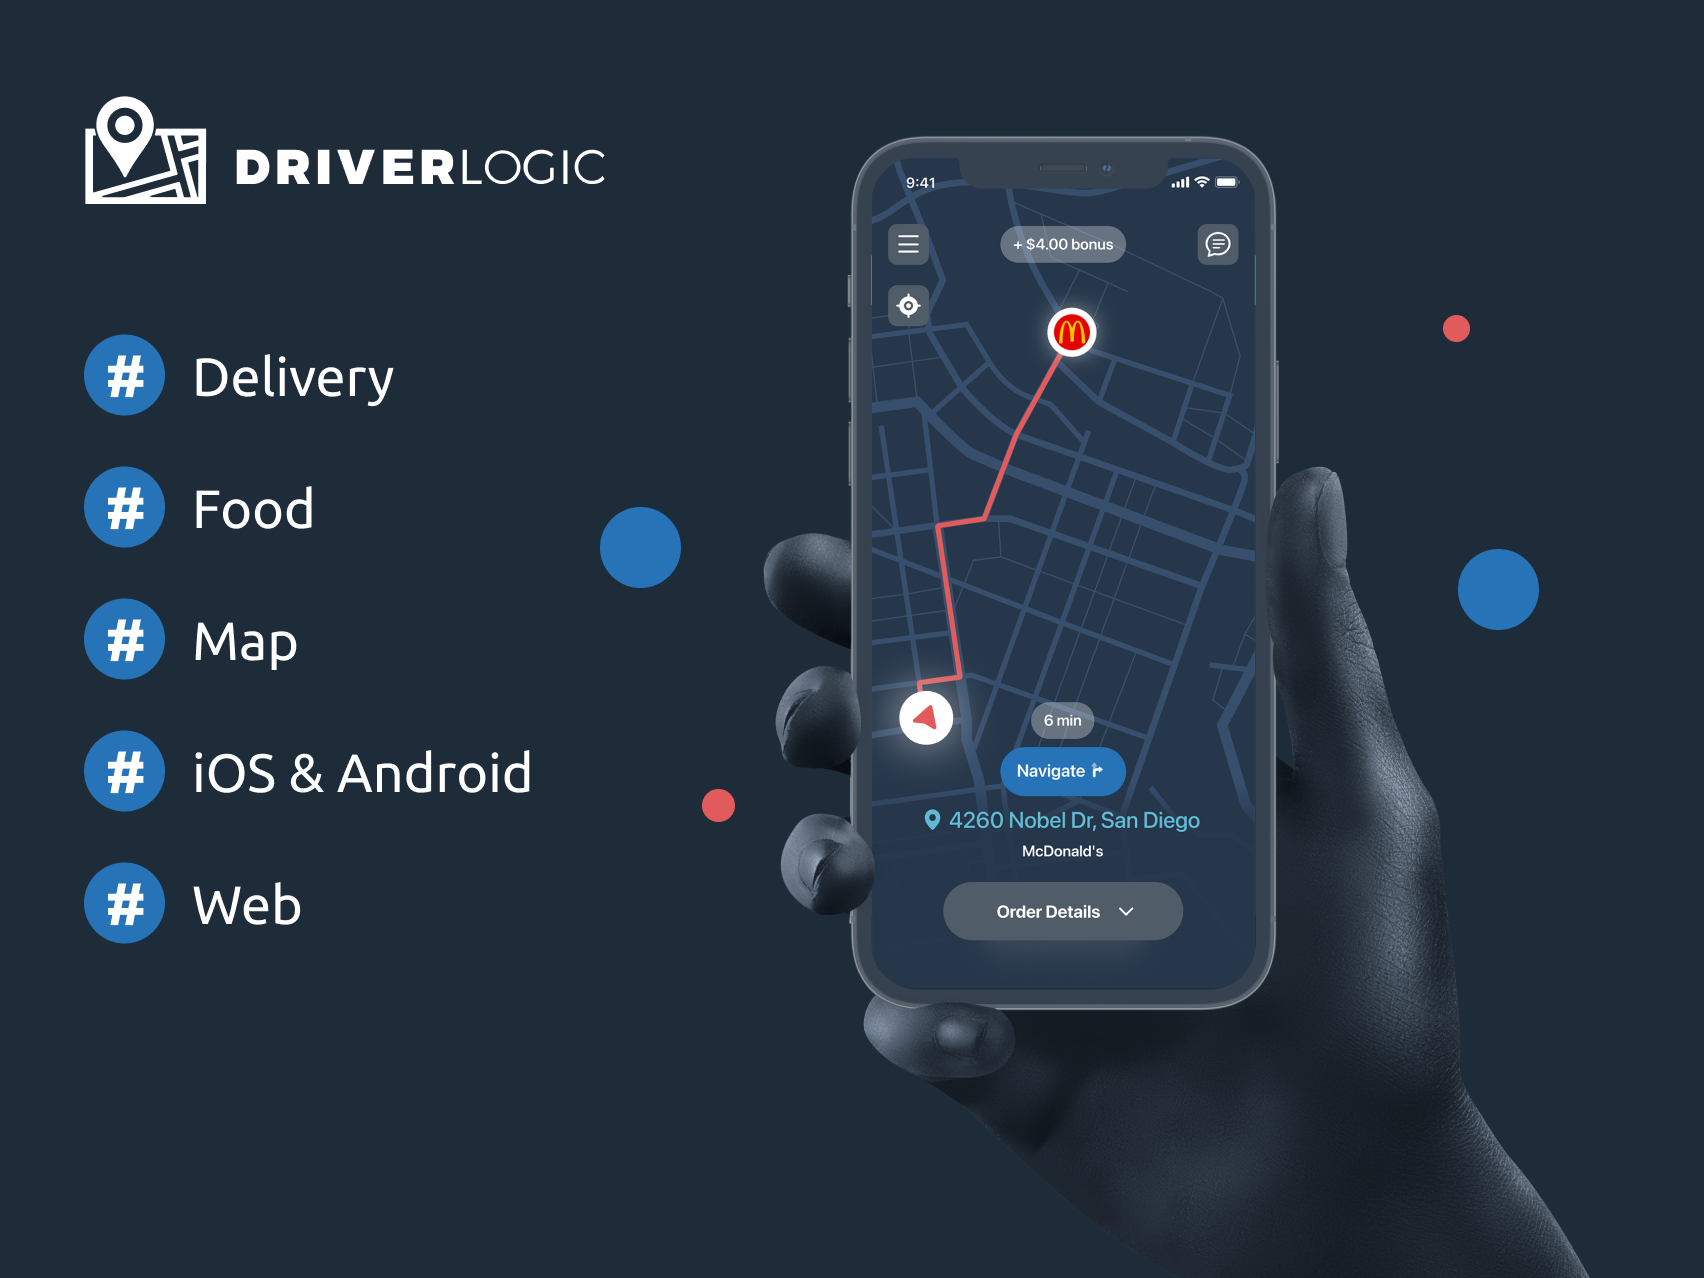 DRIVERLOGIC
# Delivery
# Food
# Map
# iOS & Android
# Web
9:41
+ $4.00 bonus
6 min
Navigate
4260 Nobel Dr, San Diego
McDonald's
Order Details